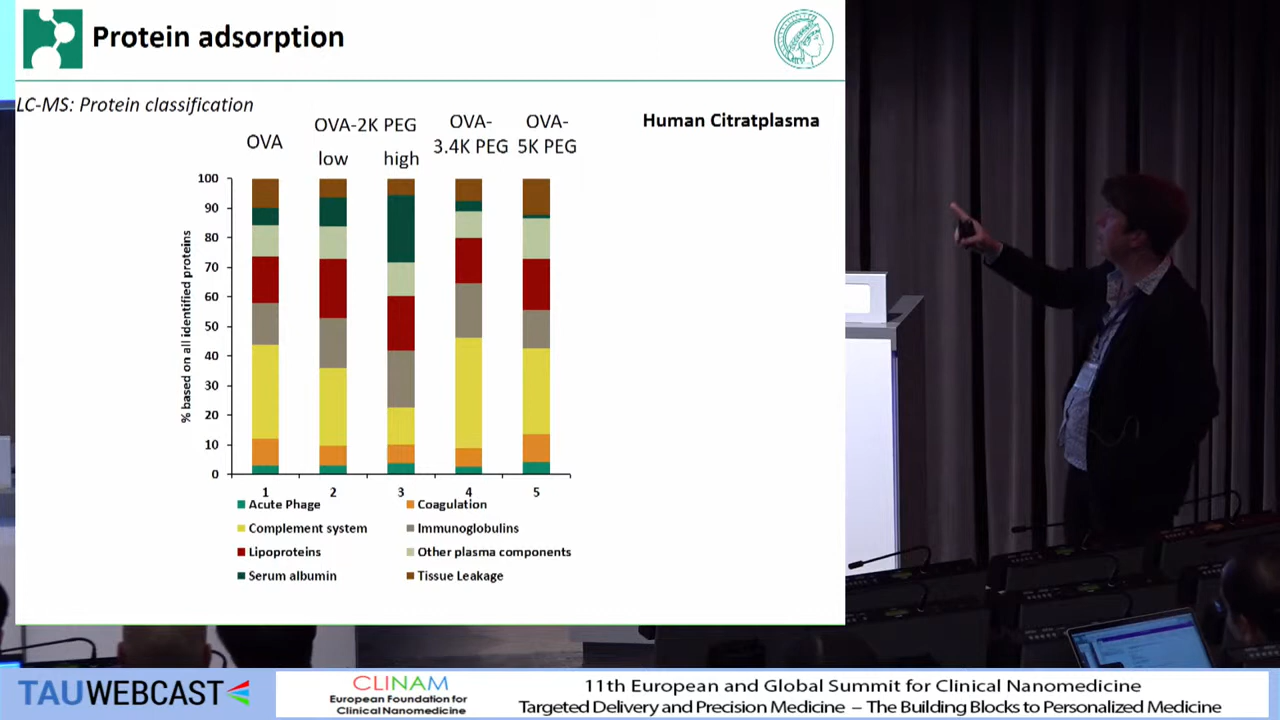 Protein adsorption
LC-MS: Protein classification
Human Citratplasma
OVA
OVA-2K PEG
low
high
OVA-
3.4K PEG
OVA-
5K PEG
% based on all identified proteins
100
90
80
70
60
50
40
30
20
10
0
1
2
3
4
5
Acute Phage
Coagulation
Complement system
Immunoglobulins
Lipoproteins
Other plasma components
Serum albumin
Tissue Leakage
TAUWEBCAST
CLINAM
European Foundation for
Clinical Nanomedicine
11th European and Global Summit for Clinical Nanomedicine
Targeted Delivery and Precision Medicine – The Building Blocks to Personalized Medicine